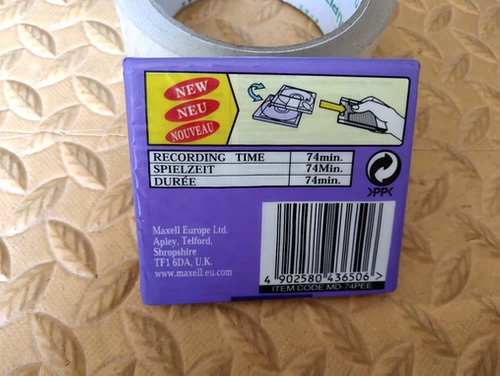 NEW
NEU
NOUVEAU
RECORDING TIME 74min.
SPIELZEIT 74Min.
DURÉE 74min.
>PP<
Maxell Europe Ltd.
Apley, Telford,
Shropshire
TF1 6DA, U.K.
www.maxell.eu.com
4 902580 436506 >
ITEM CODE MD-74PEE